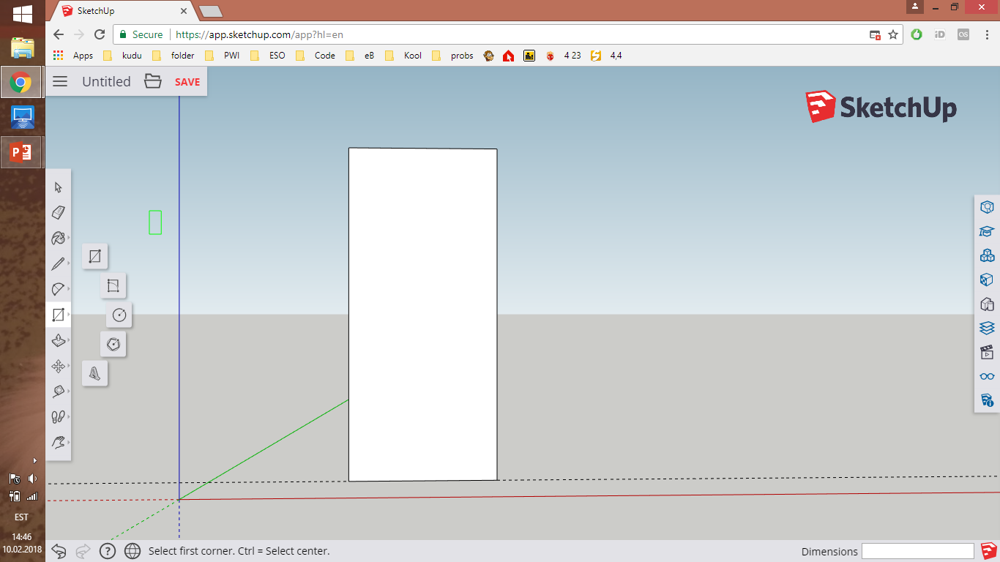 SketchUp
Secure https://app.sketchup.com/app?hl=en
Apps kudu folder PWI ESO Code eB Kool probs 4 23 4,4
Untitled SAVE
SketchUp
EST
14:46
10.02.2018
Select first corner. Ctrl = Select center. Dimensions